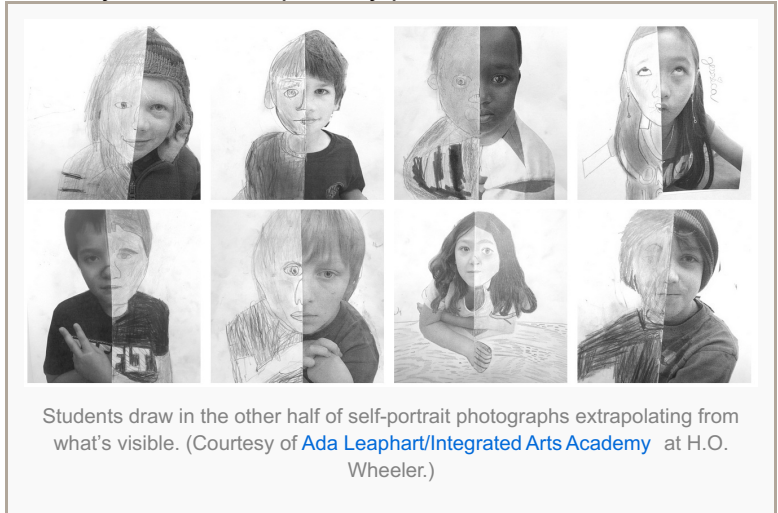 Students draw in the other half of self-portrait photographs extrapolating from
what's visible. (Courtesy of Ada Leaphart/Integrated Arts Academy at H.O.
Wheeler.)